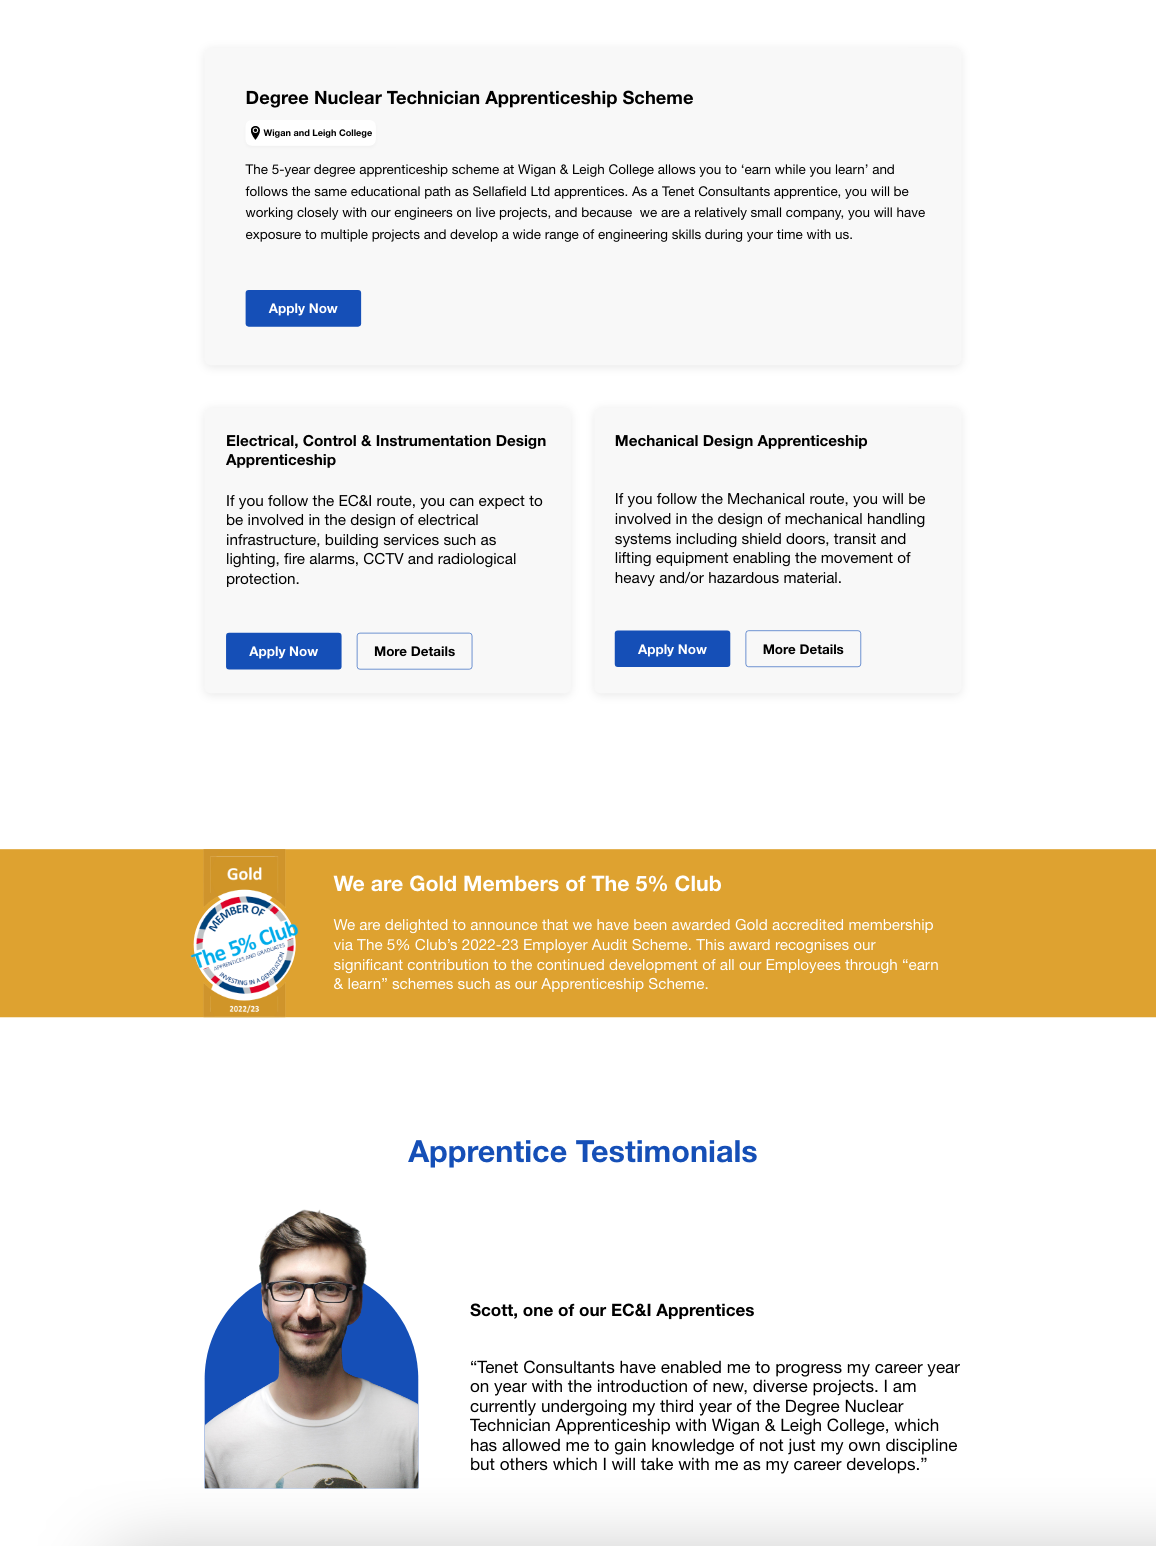 Degree Nuclear Technician Apprenticeship Scheme
Wigan and Leigh College
The 5-year degree apprenticeship scheme at Wigan & Leigh College allows you to ‘earn while you learn’ and
follows the same educational path as Sellafield Ltd apprentices. As a Tenet Consultants apprentice, you will be
working closely with our engineers on live projects, and because  we are a relatively small company, you will have
exposure to multiple projects and develop a wide range of engineering skills during your time with us.
Apply Now
Electrical, Control & Instrumentation Design
Apprenticeship
If you follow the EC&I route, you can expect to
be involved in the design of electrical
infrastructure, building services such as
lighting, fire alarms, CCTV and radiological
protection.
Apply Now
More Details
Mechanical Design Apprenticeship
If you follow the Mechanical route, you will be
involved in the design of mechanical handling
systems including shield doors, transit and
lifting equipment enabling the movement of
heavy and/or hazardous material.
Apply Now
More Details
Gold
MEMBER OF
The 5% Club
APPRENTICES AND GRADUATES
INVESTING IN A GENERATION
2022/23
We are Gold Members of The 5% Club
We are delighted to announce that we have been awarded Gold accredited membership
via The 5% Club’s 2022-23 Employer Audit Scheme. This award recognises our
significant contribution to the continued development of all our Employees through “earn
& learn” schemes such as our Apprenticeship Scheme.
Apprentice Testimonials
Scott, one of our EC&I Apprentices
“Tenet Consultants have enabled me to progress my career year
on year with the introduction of new, diverse projects. I am
currently undergoing my third year of the Degree Nuclear
Technician Apprenticeship with Wigan & Leigh College, which
has allowed me to gain knowledge of not just my own discipline
but others which I will take with me as my career develops.”